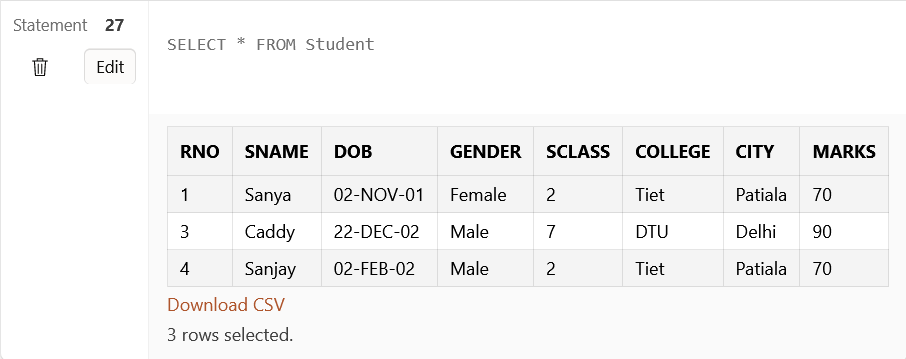 Statement 27
Edit
SELECT * FROM Student
RNO SNAME DOB GENDER SCLASS COLLEGE CITY MARKS
1 Sanya 02-NOV-01 Female 2 Tiet Patiala 70
3 Caddy 22-DEC-02 Male 7 DTU Delhi 90
4 Sanjay 02-FEB-02 Male 2 Tiet Patiala 70
Download CSV
3 rows selected.